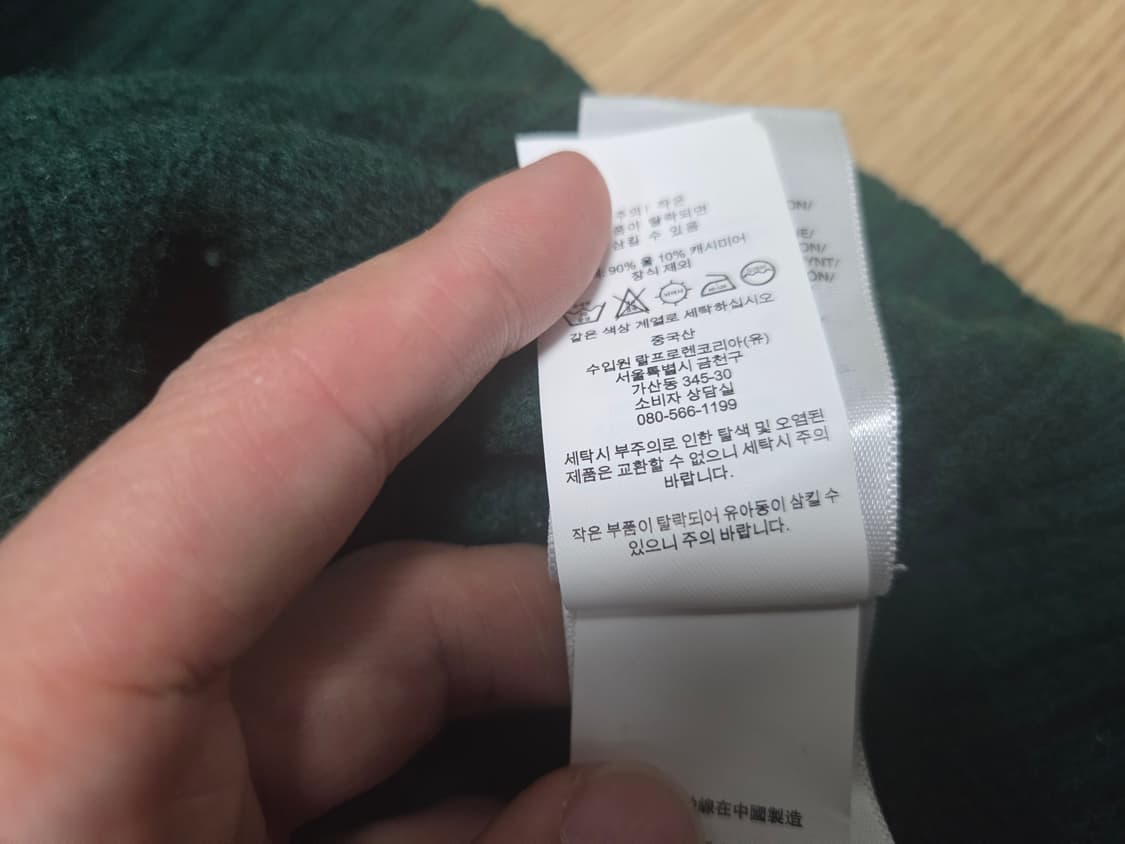 주의! 작은
품이 탈락되면
삼킬 수 있음
90% 울 10% 캐시미어
장식 제외
같은 색상 계열로 세탁하십시오
중국산
수입원 랄프로렌코리아(유)
서울특별시 금천구
가산동 345-30
소비자 상담실
080-566-1199
세탁시 부주의로 인한 탈색 및 오염된
제품은 교환할 수 없으니 세탁시 주의
바랍니다.
작은 부품이 탈락되어 유아동이 삼킬 수
있으니 주의 바랍니다.
ON/
E/
ON/
YNT/
ON/
線在中國製造